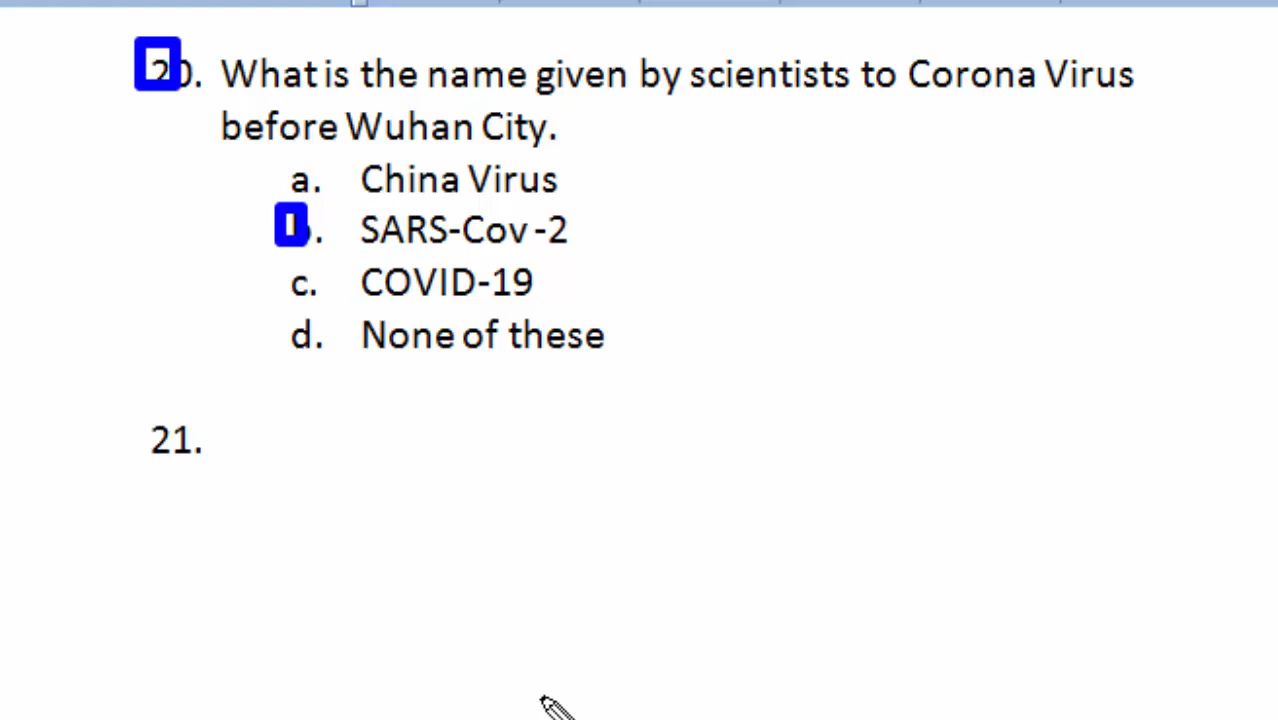 20. What is the name given by scientists to Corona Virus
before Wuhan City.
a. China Virus
b. SARS-Cov -2
c. COVID-19
d. None of these
21.